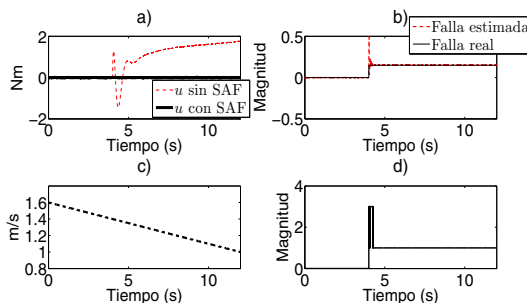 a)
2
0
-2
Nm
0
5
10
Tiempo (s)
u sin SAF
u con SAF
b)
0.5
0
-0.5
Magnitud
0
5
10
Tiempo (s)
Falla estimada
Falla real
c)
1.8
1.6
1.4
1.2
1
0.8
m/s
0
5
10
Tiempo (s)
d)
4
2
0
Magnitud
0
5
10
Tiempo (s)